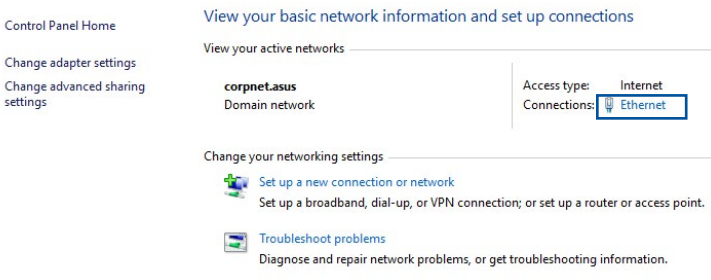 View your basic network information and set up connections
Control Panel Home
Change adapter settings
Change advanced sharing
settings
View your active networks
corpnet.asus
Domain network
Access type: Internet
Connections: Ethernet
Change your networking settings
Set up a new connection or network
Set up a broadband, dial-up, or VPN connection; or set up a router or access point.
Troubleshoot problems
Diagnose and repair network problems, or get troubleshooting information.